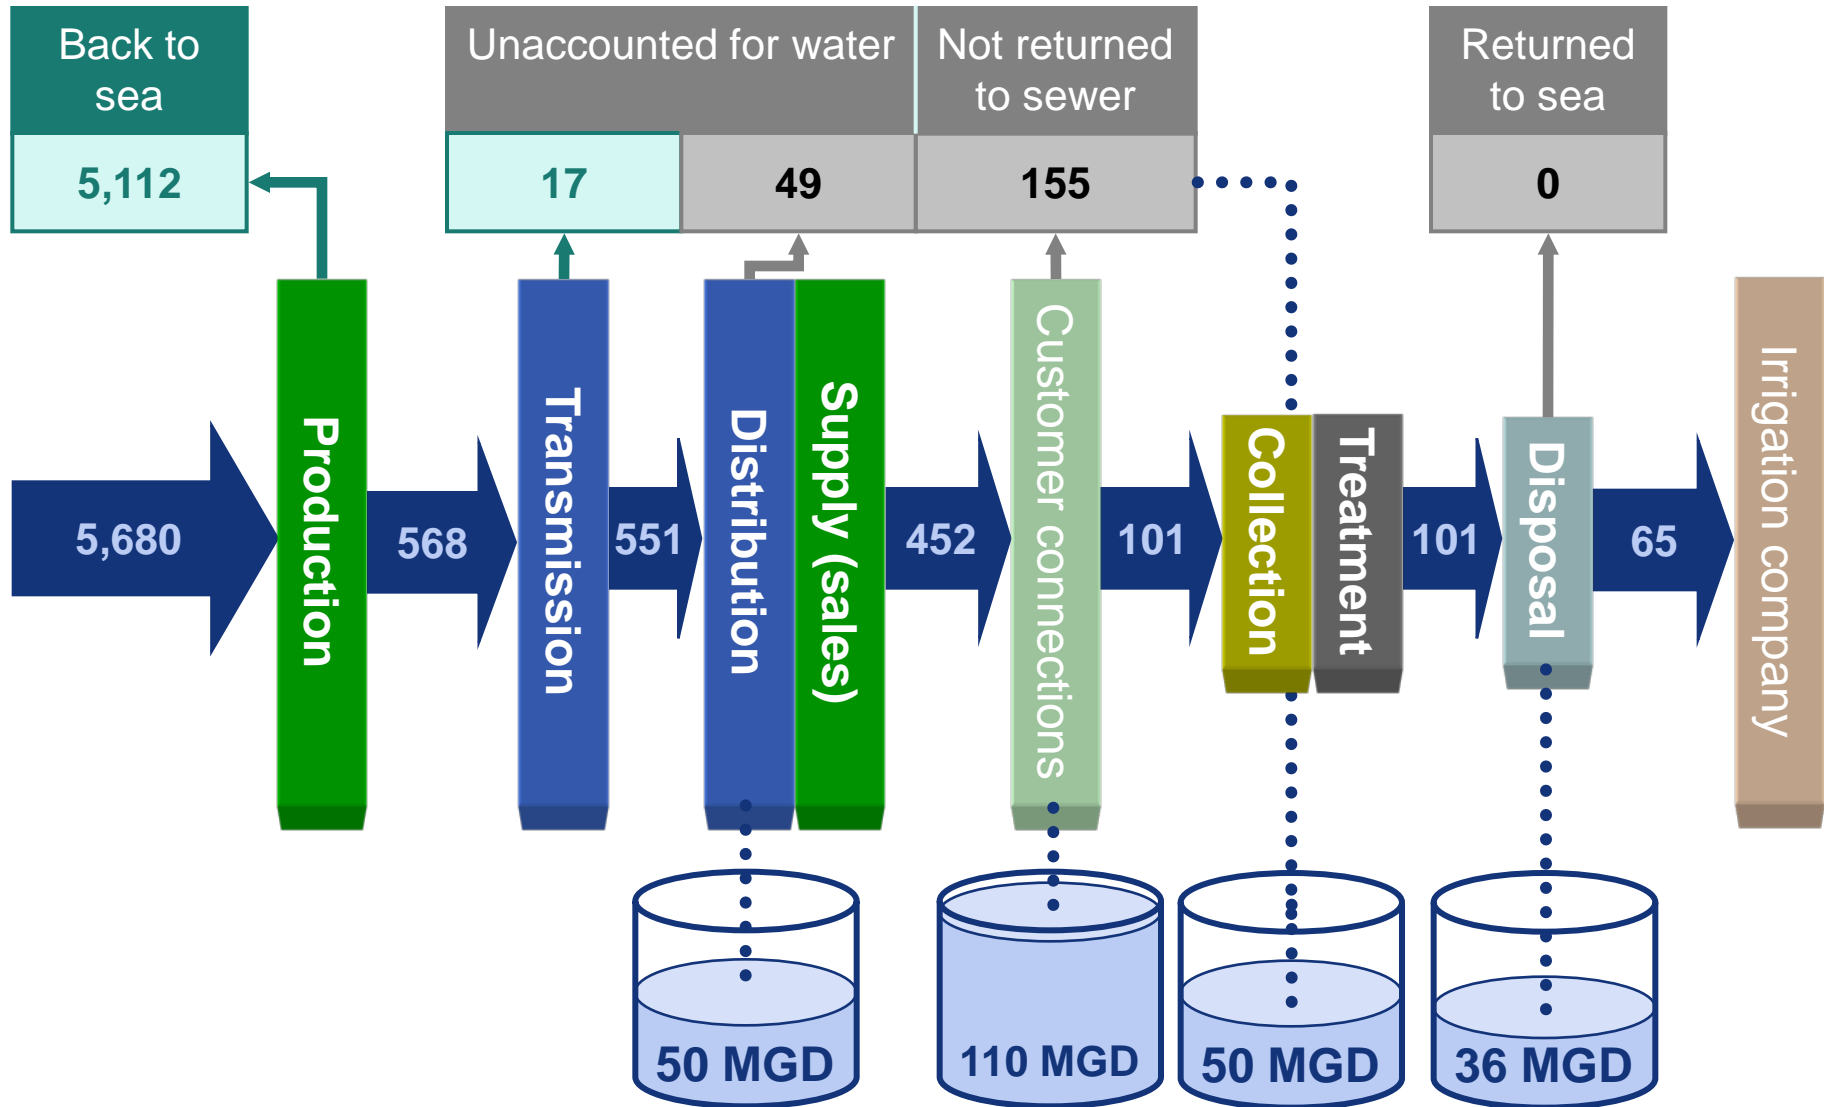 Back to
sea
Unaccounted for water
Not returned
to sewer
Returned
to sea
5,112
17
49
155
0
5,680
Production
568
Transmission
551
Distribution
Supply (sales)
452
Customer connections
101
Collection
Treatment
101
Disposal
65
Irrigation company
50 MGD
110 MGD
50 MGD
36 MGD